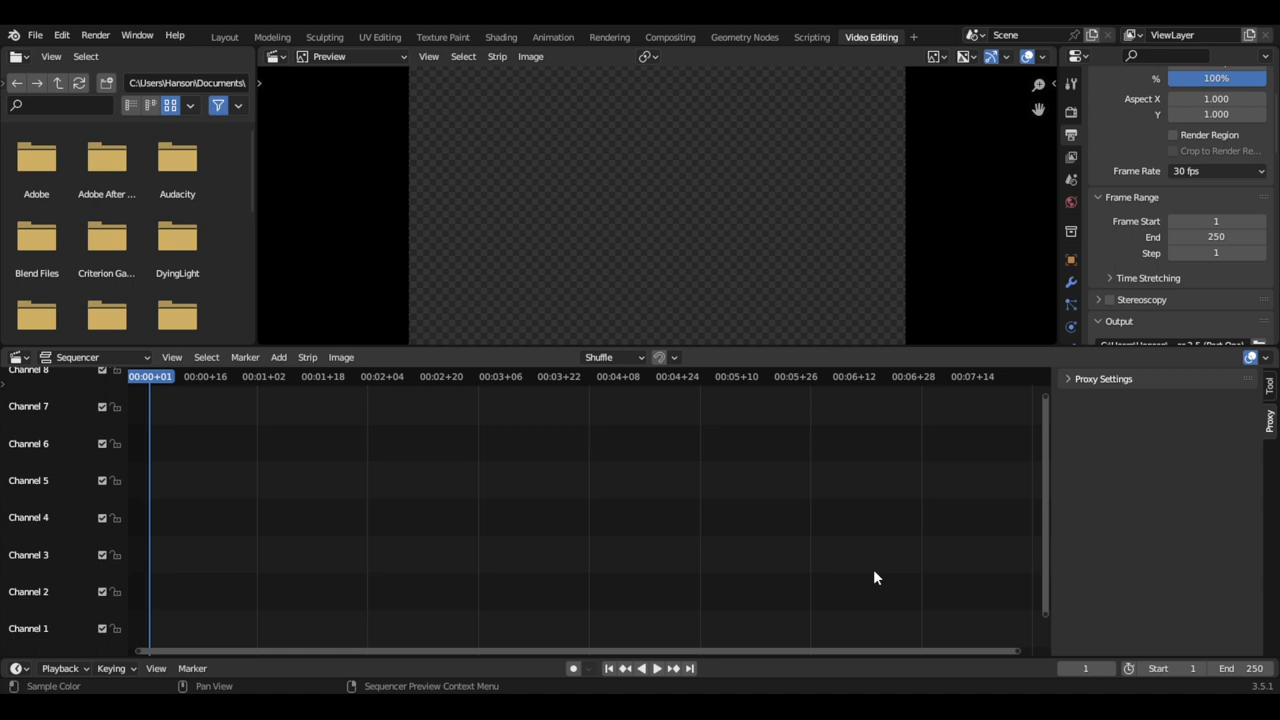 File Edit Render Window Help Layout Modeling Sculpting UV Editing Texture Paint Shading Animation Rendering Compositing Geometry Nodes Scripting Video Editing + Scene ViewLayer
View Select Preview View Select Strip Image
C:\Users\Hanson\Documents\
% 100%
Aspect X 1.000
Y 1.000
Render Region
Crop to Render Re...
Frame Rate 30 fps
Adobe Adobe After ... Audacity
Frame Range
Frame Start 1
End 250
Step 1
Blend Files Criterion Ga... DyingLight
Time Stretching
Stereoscopy
Output
Sequencer View Select Marker Add Strip Image Shuffle
Channel 8
00:00+01 00:00+16 00:01+02 00:01+18 00:02+04 00:02+20 00:03+06 00:03+22 00:04+08 00:04+24 00:05+10 00:05+26 00:06+12 00:06+28 00:07+14
Proxy Settings
Tool
Proxy
Channel 7
Channel 6
Channel 5
Channel 4
Channel 3
Channel 2
Channel 1
Playback Keying View Marker 1 Start 1 End 250
Sample Color Pan View Sequencer Preview Context Menu 3.5.1